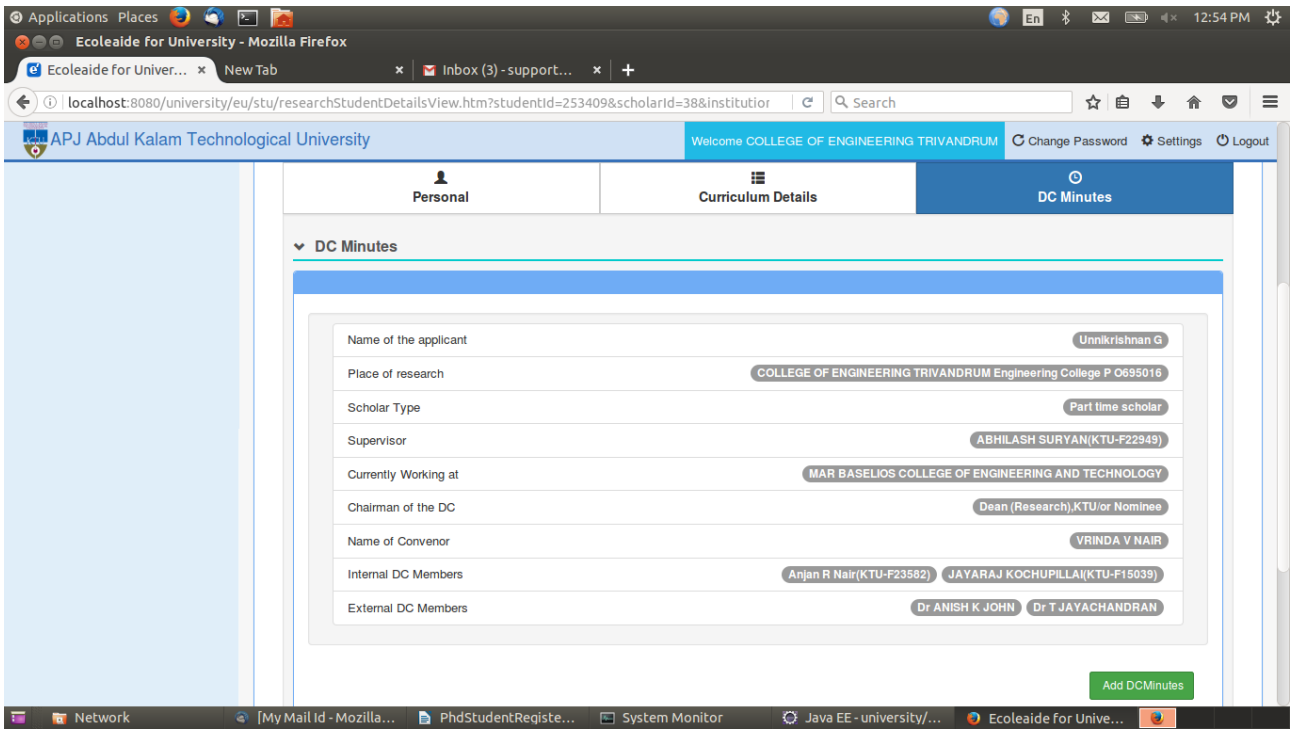 Applications Places En 12:54 PM
Ecoleaide for University - Mozilla Firefox
Ecoleaide for Univer... × New Tab × Inbox (3) - support... × +
localhost:8080/university/eu/stu/researchStudentDetailsView.htm?studentId=253409&scholarId=38&institutior Search
APJ Abdul Kalam Technological University Welcome COLLEGE OF ENGINEERING TRIVANDRUM Change Password Settings Logout
Personal Curriculum Details DC Minutes
DC Minutes
Name of the applicant Unnikrishnan G
Place of research COLLEGE OF ENGINEERING TRIVANDRUM Engineering College P O695016
Scholar Type Part time scholar
Supervisor ABHILASH SURYAN(KTU-F22949)
Currently Working at MAR BASELIOS COLLEGE OF ENGINEERING AND TECHNOLOGY
Chairman of the DC Dean (Research),KTU/or Nominee
Name of Convenor VRINDA V NAIR
Internal DC Members Anjan R Nair(KTU-F23582) JAYARAJ KOCHUPILLAI(KTU-F15039)
External DC Members Dr ANISH K JOHN Dr T JAYACHANDRAN
Add DCMinutes
Network [My Mail Id - Mozilla... PhdStudentRegiste... System Monitor Java EE - university/... Ecoleaide for Unive...